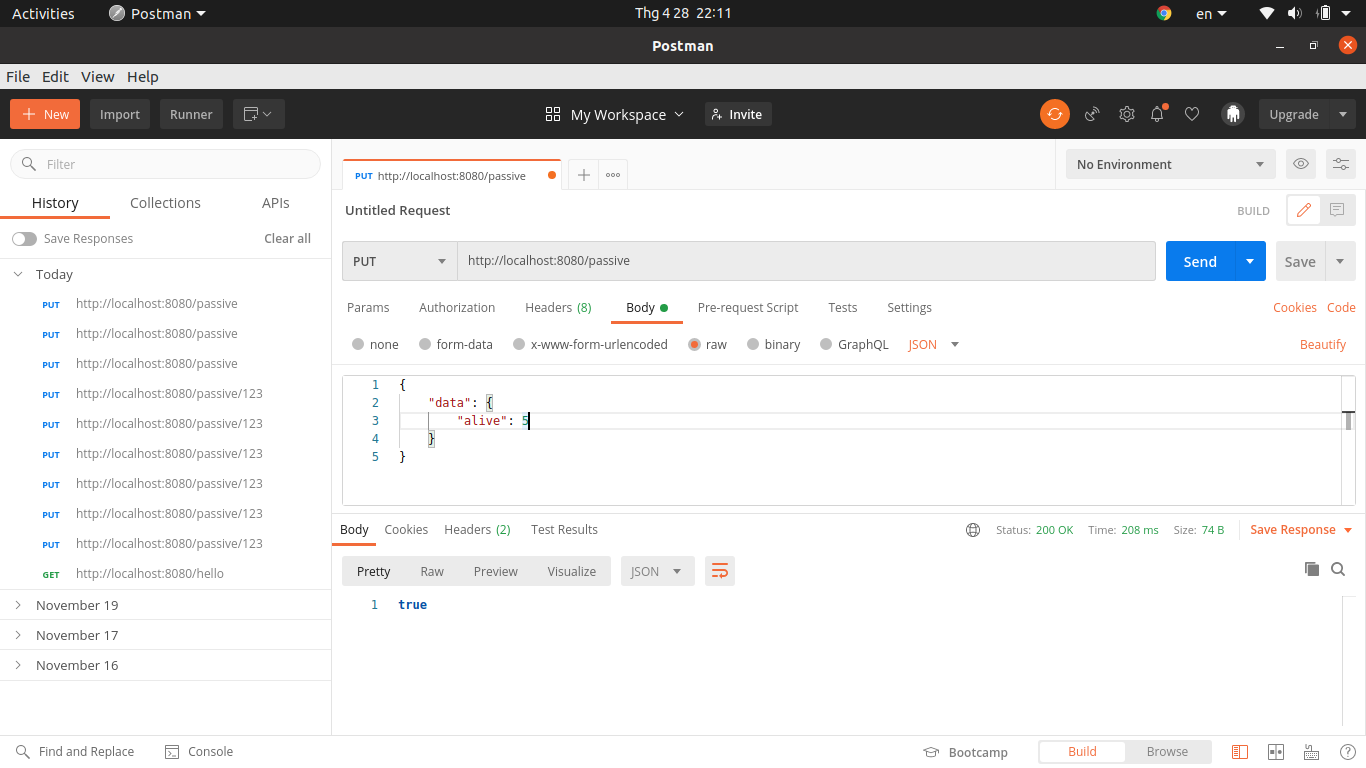 Activities Postman Thg 4 28 22:11 en
Postman
File Edit View Help
New Import Runner My Workspace Invite Upgrade
Filter
History Collections APIs
Save Responses Clear all
Today
PUT http://localhost:8080/passive
PUT http://localhost:8080/passive
PUT http://localhost:8080/passive
PUT http://localhost:8080/passive/123
PUT http://localhost:8080/passive/123
PUT http://localhost:8080/passive/123
PUT http://localhost:8080/passive/123
PUT http://localhost:8080/passive/123
PUT http://localhost:8080/passive/123
GET http://localhost:8080/hello
November 19
November 17
November 16
PUT http://localhost:8080/passive
No Environment
Untitled Request BUILD
PUT http://localhost:8080/passive Send Save
Params Authorization Headers (8) Body Pre-request Script Tests Settings Cookies Code
none form-data x-www-form-urlencoded raw binary GraphQL JSON Beautify
1 {
2 "data": {
3 "alive": 5
4 }
5 }
Body Cookies Headers (2) Test Results Status: 200 OK Time: 208 ms Size: 74 B Save Response
Pretty Raw Preview Visualize JSON
1 true
Find and Replace Console Bootcamp Build Browse